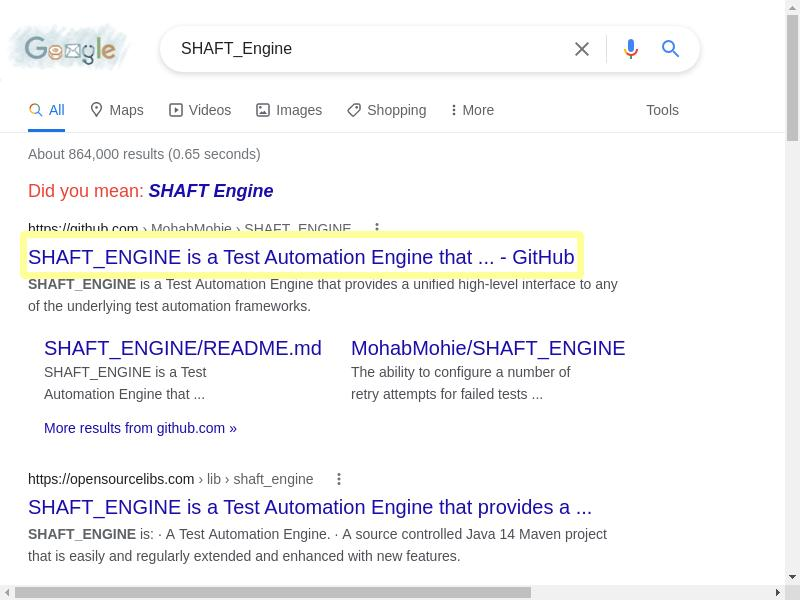 Google
SHAFT_Engine
All Maps Videos Images Shopping More Tools
About 864,000 results (0.65 seconds)
Did you mean: SHAFT Engine
https://github.com › MohabMohie › SHAFT_ENGINE
SHAFT_ENGINE is a Test Automation Engine that ... - GitHub
SHAFT_ENGINE is a Test Automation Engine that provides a unified high-level interface to any
of the underlying test automation frameworks.
SHAFT_ENGINE/README.md
SHAFT_ENGINE is a Test
Automation Engine that ...
MohabMohie/SHAFT_ENGINE
The ability to configure a number of
retry attempts for failed tests ...
More results from github.com »
https://opensourcelibs.com › lib › shaft_engine
SHAFT_ENGINE is a Test Automation Engine that provides a ...
SHAFT_ENGINE is: · A Test Automation Engine. · A source controlled Java 14 Maven project
that is easily and regularly extended and enhanced with new features.